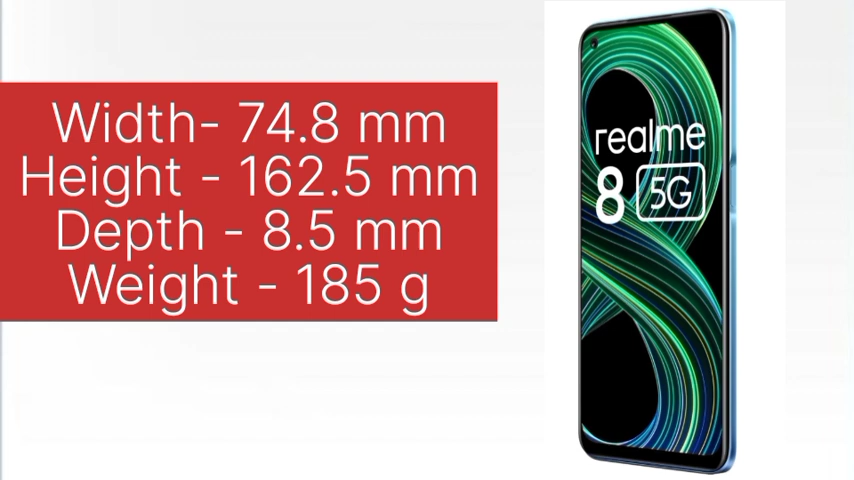 Width- 74.8 mm
Height - 162.5 mm
Depth - 8.5 mm
Weight - 185 g
realme
8 5G